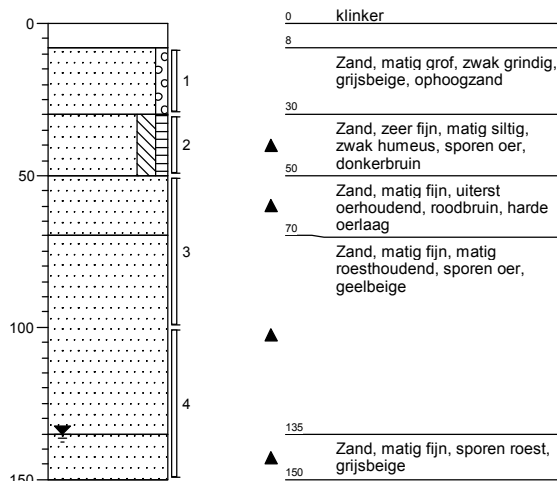 0
50
100
150
1
2
3
4
0
klinker
8
Zand, matig grof, zwak grindig,
grijsbeige, ophoogzand
30
Zand, zeer fijn, matig siltig,
zwak humeus, sporen oer,
donkerbruin
50
Zand, matig fijn, uiterst
oerhoudend, roodbruin, harde
oerlaag
70
Zand, matig fijn, matig
roesthoudend, sporen oer,
geelbeige
135
Zand, matig fijn, sporen roest,
grijsbeige
150